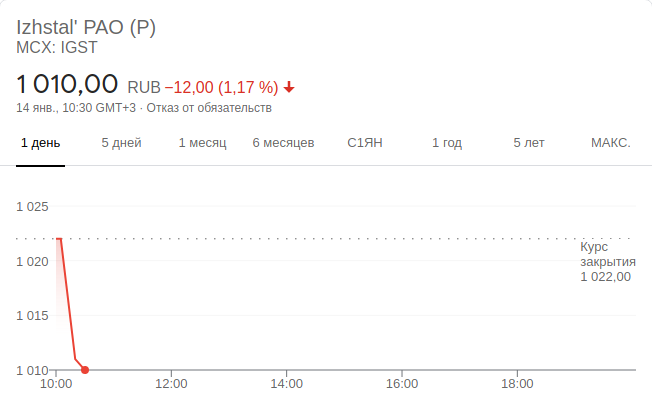 Izhstal' PAO (P)
MCX: IGST
1 010,00 RUB −12,00 (1,17 %)
14 янв., 10:30 GMT+3 · Отказ от обязательств
1 день 5 дней 1 месяц 6 месяцев С1ЯН 1 год 5 лет МАКС.
1 025
Курс
закрытия
1 022,00
1 020
1 015
1 010
10:00 12:00 14:00 16:00 18:00